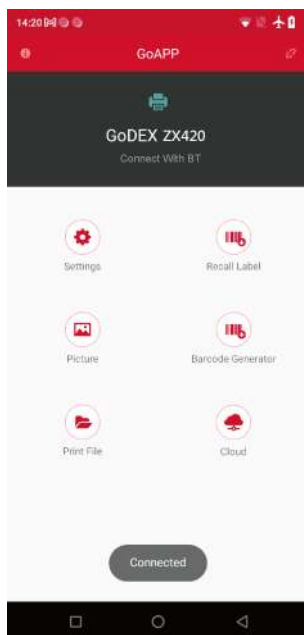 14:20
GoAPP
GoDEX ZX420
Connect With BT
Settings
Recall Label
Picture
Barcode Generator
Print File
Cloud
Connected